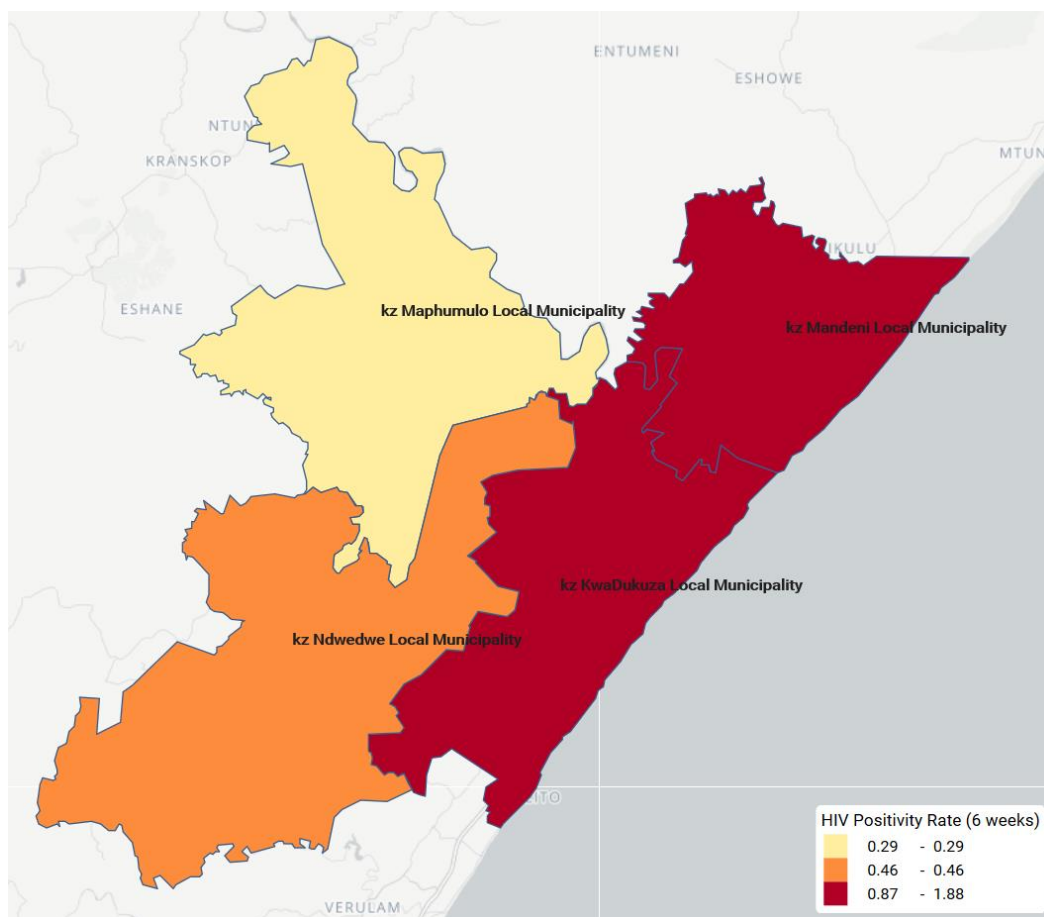 ENTUMENI
ESHOWE
NTUN
KRANSKOP
MTUN
IKULU
ESHANE
kz Maphumulo Local Municipality
kz Mandeni Local Municipality
kz KwaDukuza Local Municipality
kz Ndwedwe Local Municipality
LITO
VERULAM
HIV Positivity Rate (6 weeks)
0.29 - 0.29
0.46 - 0.46
0.87 - 1.88